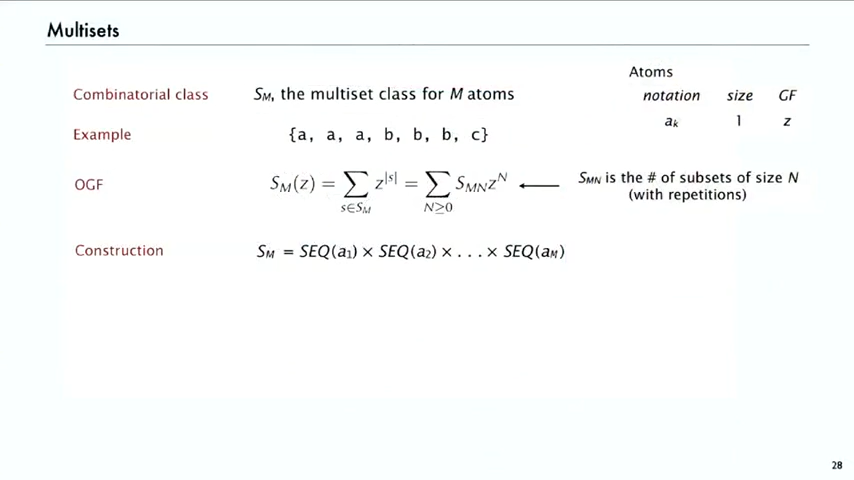 Multisets
Atoms
notation size GF
a_k 1 z
Combinatorial class S_M, the multiset class for M atoms
Example {a, a, a, b, b, b, c}
OGF S_M(z) = ∑_{s∈S_M} z^{|s|} = ∑_{N≥0} S_{MN} z^N ← S_{MN} is the # of subsets of size N
(with repetitions)
Construction S_M = SEQ(a_1) × SEQ(a_2) × . . . × SEQ(a_M)
28